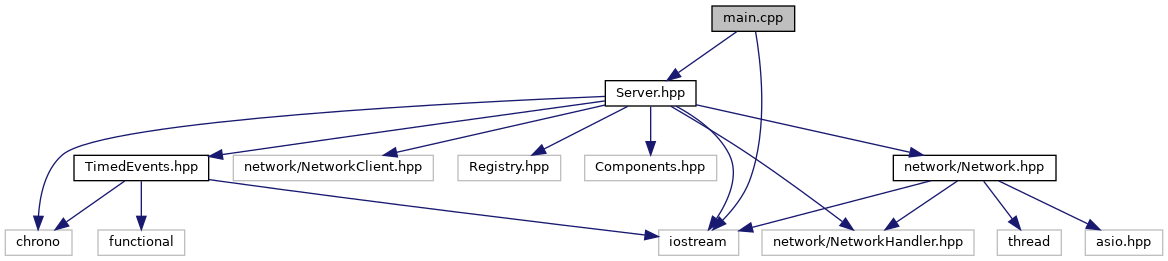 main.cpp
Server.hpp
TimedEvents.hpp
network/NetworkClient.hpp
Registry.hpp
Components.hpp
network/Network.hpp
chrono
functional
iostream
network/NetworkHandler.hpp
thread
asio.hpp